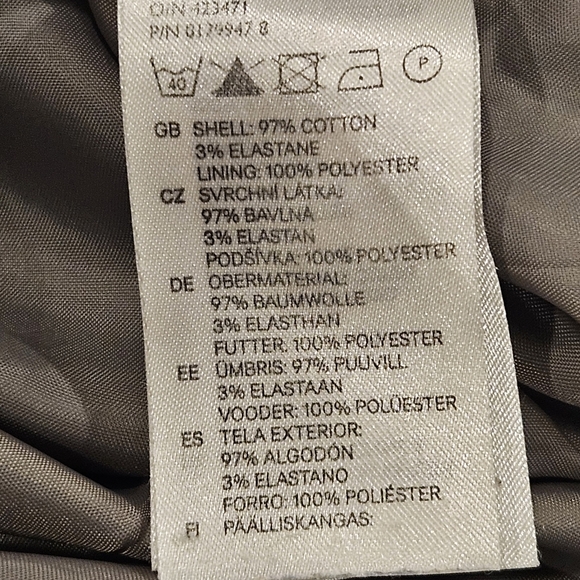 O/N 423471
P/N 0179947 8
40 P
GB SHELL: 97% COTTON
3% ELASTANE
LINING: 100% POLYESTER
CZ SVRCHNÍ LÁTKA:
97% BAVLNA
3% ELASTAN
PODŠÍVKA: 100% POLYESTER
DE OBERMATERIAL:
97% BAUMWOLLE
3% ELASTHAN
FUTTER: 100% POLYESTER
EE ÜMBRIS: 97% PUUVILL
3% ELASTAAN
VOODER: 100% POLÜESTER
ES TELA EXTERIOR:
97% ALGODÓN
3% ELASTANO
FORRO: 100% POLIÉSTER
FI PÄÄLLISKANGAS: